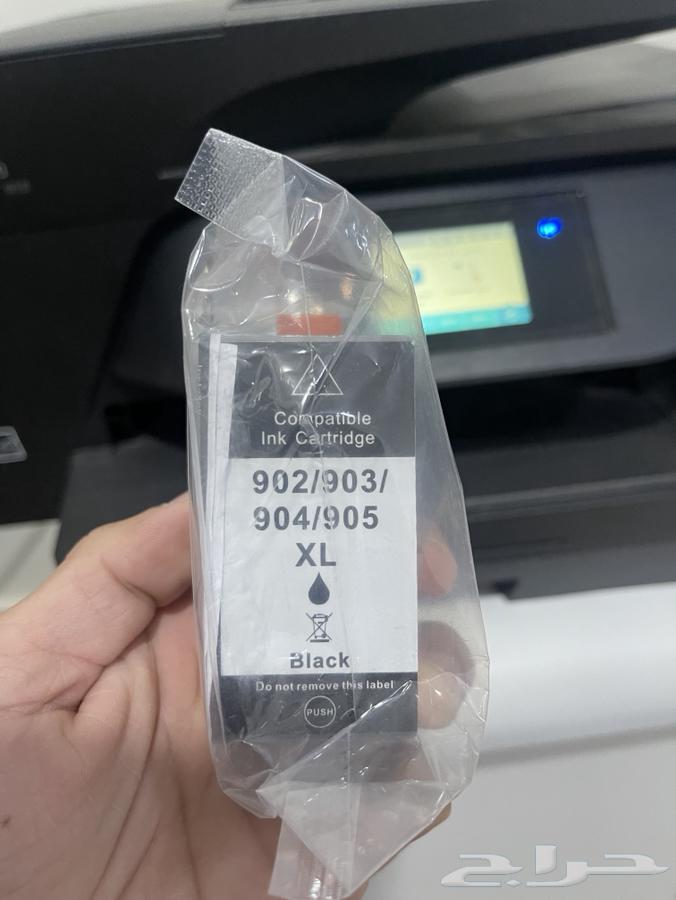 Compatible
Ink Cartridge
902/903/
904/905
XL
Black
Do not remove this label
PUSH
حراج